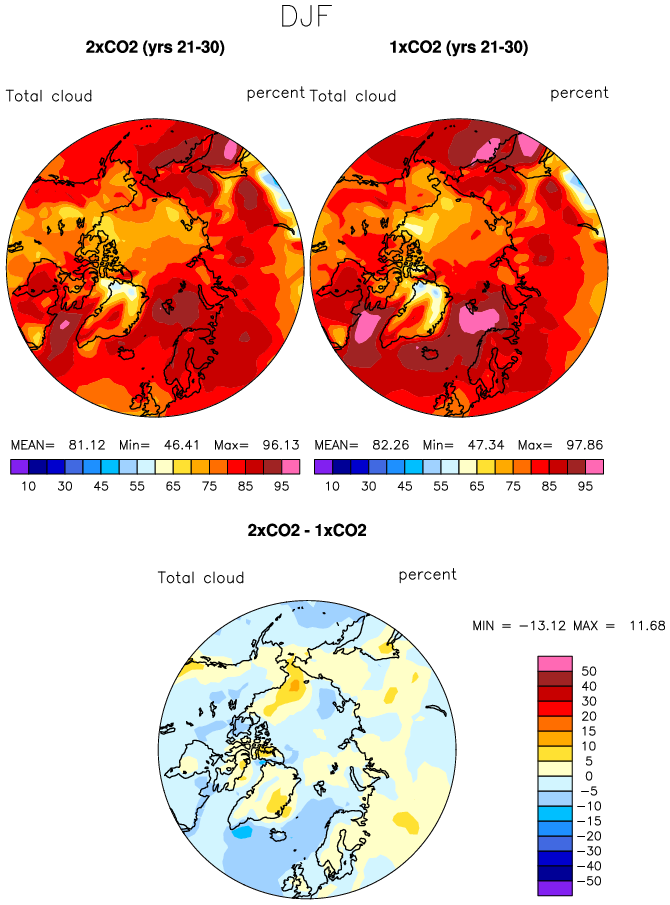 DJF
2xCO2 (yrs 21-30) 1xCO2 (yrs 21-30)
Total cloud percent Total cloud percent
MEAN= 81.12 Min= 46.41 Max= 96.13 MEAN= 82.26 Min= 47.34 Max= 97.86
10 30 45 55 65 75 85 95 10 30 45 55 65 75 85 95
2xCO2 - 1xCO2
Total cloud percent
MIN = −13.12 MAX = 11.68
50
40
30
20
15
10
5
0
−5
−10
−15
−20
−30
−40
−50